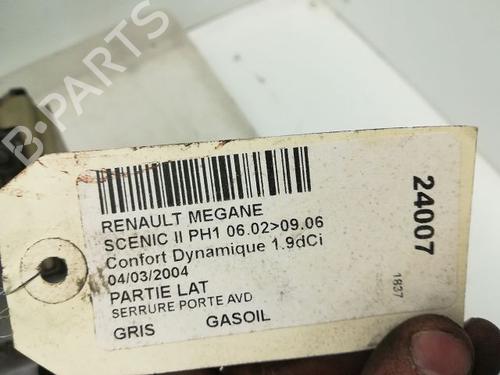 B-PARTS
RENAULT MEGANE
SCENIC II PH1 06.02>09.06
Confort Dynamique 1.9dCi
04/03/2004
PARTIE LAT
SERRURE PORTE AVD
GRIS GASOIL
24007
1837